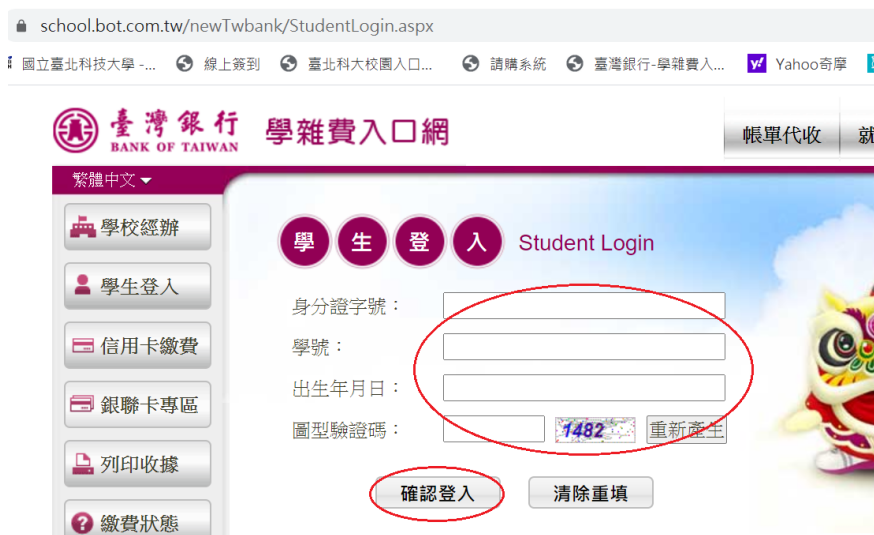 school.bot.com.tw/newTwbank/StudentLogin.aspx
國立臺北科技大學 -... 線上簽到 臺北科大校園入口... 請購系統 臺灣銀行-學雜費入... Yahoo奇摩
臺灣銀行 學雜費入口網
BANK OF TAIWAN
帳單代收
繁體中文
學校經辦
學生登入
信用卡繳費
銀聯卡專區
列印收據
繳費狀態
學生登入 Student Login
身分證字號：
學號：
出生年月日：
圖型驗證碼： 1482 重新產生
確認登入 清除重填